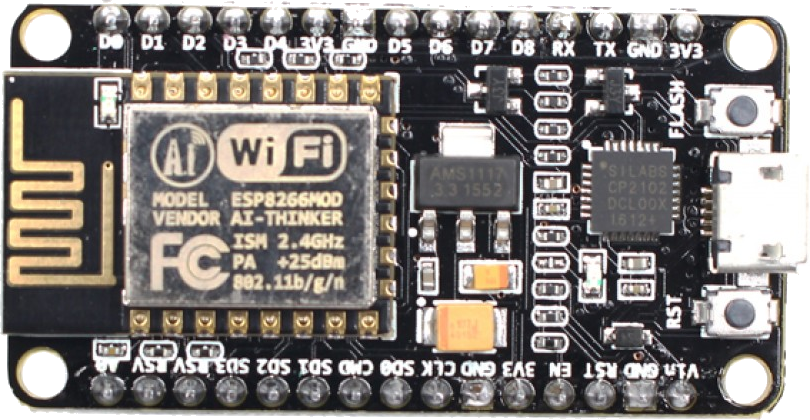 D0 D1 D2 D3 D4 3V3 GND D5 D6 D7 D8 RX TX GND 3V3
FLASH
Ai WiFi
MODEL ESP8266MOD
VENDOR AI-THINKER
FC ISM 2.4GHz
PA +25dBm
802.11b/g/n
AMS1117
3.3 1552
SILABS
CP2102
DCL00X
1612+
RST
A0 RSV RSV SD3 SD2 SD1 CMD SD0 CLK GND 3V3 EN RST GND Vin